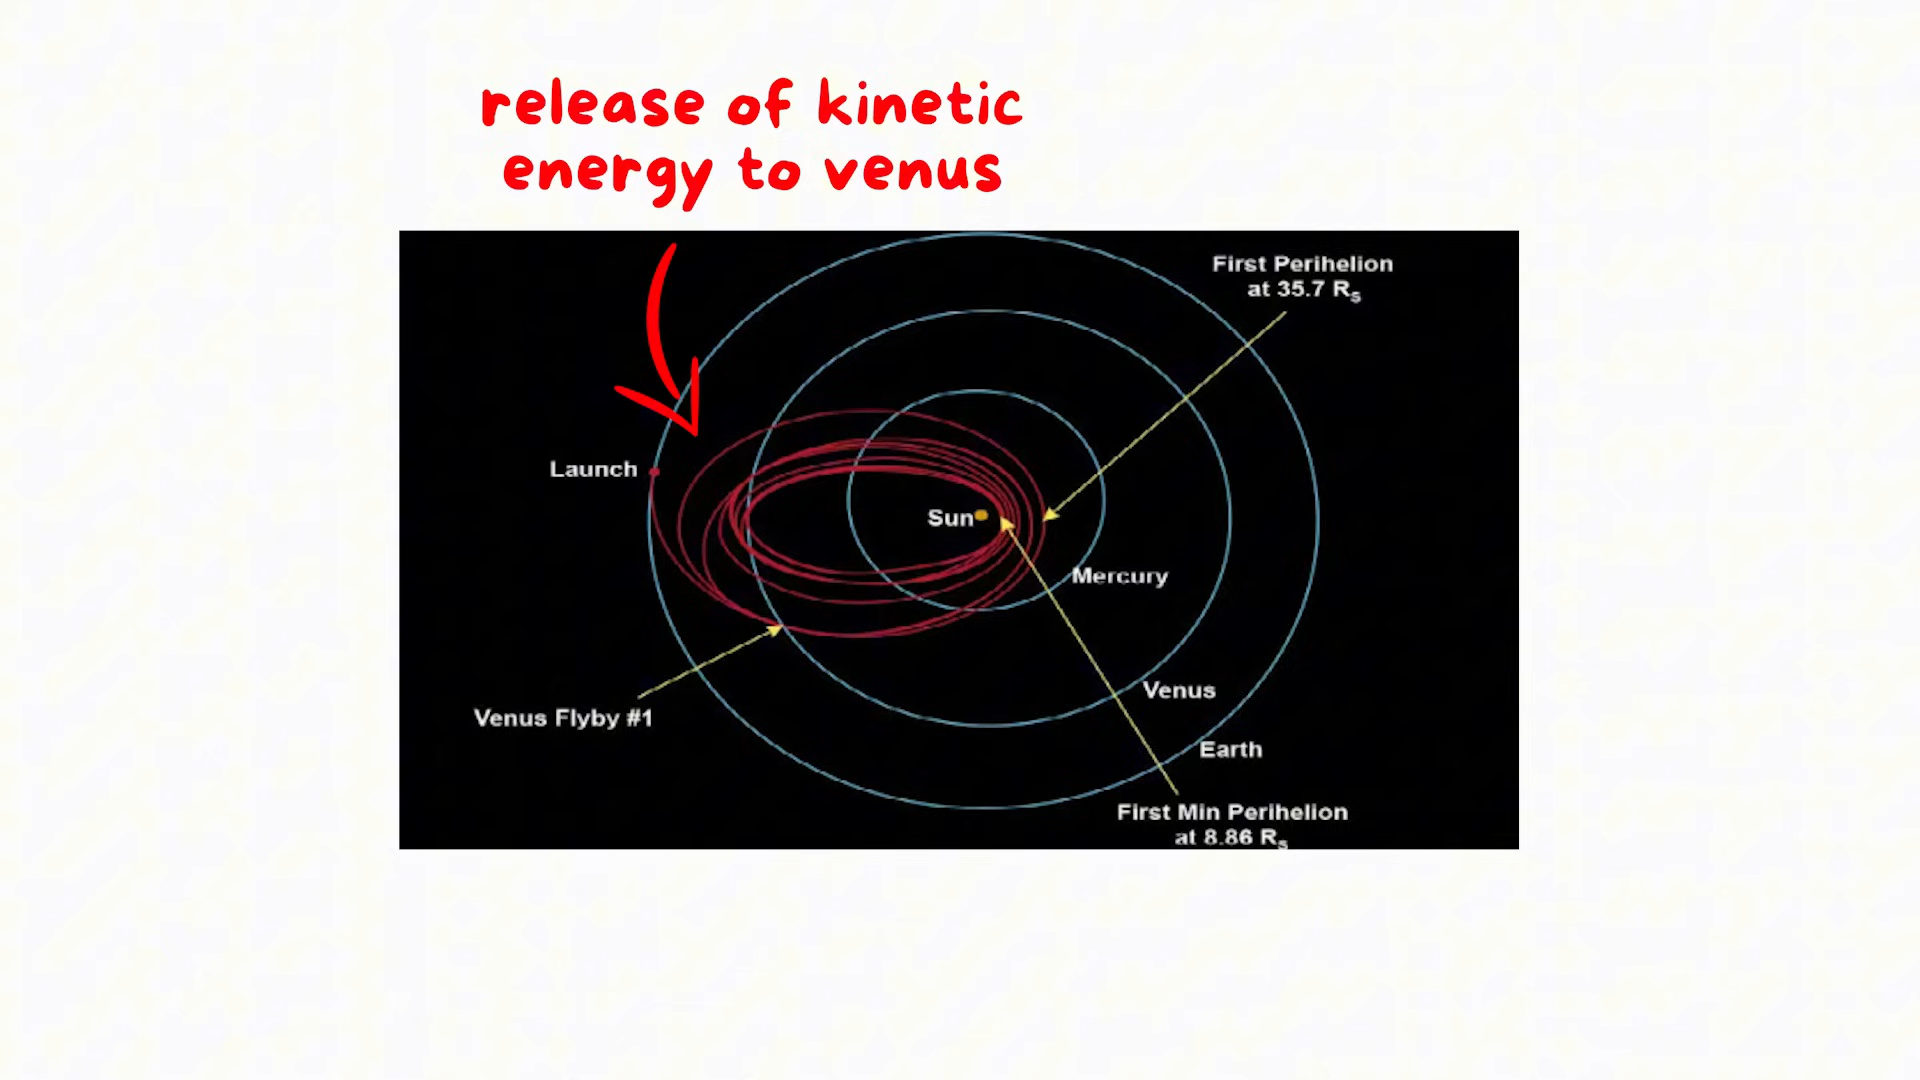 release of kinetic
energy to venus
First Perihelion
at 35.7 Rs
Launch
Sun
Mercury
Venus
Venus Flyby #1
Earth
First Min Perihelion
at 8.86 Rs